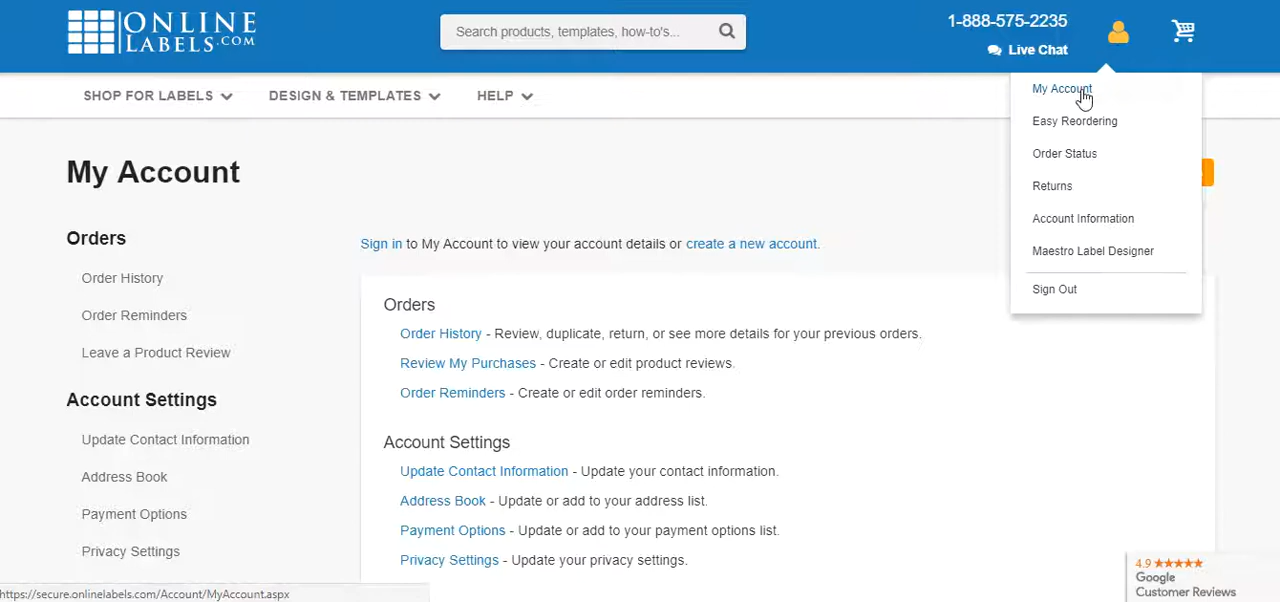 ONLINE
LABELS.COM
Search products, templates, how-to's...
1-888-575-2235
Live Chat
SHOP FOR LABELS
DESIGN & TEMPLATES
HELP
My Account
Easy Reordering
Order Status
Returns
Account Information
Maestro Label Designer
Sign Out
My Account
Orders
Order History
Order Reminders
Leave a Product Review
Account Settings
Update Contact Information
Address Book
Payment Options
Privacy Settings
Sign in to My Account to view your account details or create a new account.
Orders
Order History - Review, duplicate, return, or see more details for your previous orders.
Review My Purchases - Create or edit product reviews.
Order Reminders - Create or edit order reminders.
Account Settings
Update Contact Information - Update your contact information.
Address Book - Update or add to your address list.
Payment Options - Update or add to your payment options list.
Privacy Settings - Update your privacy settings.
4.9 ★★★★★
Google
Customer Reviews
https://secure.onlinelabels.com/Account/MyAccount.aspx